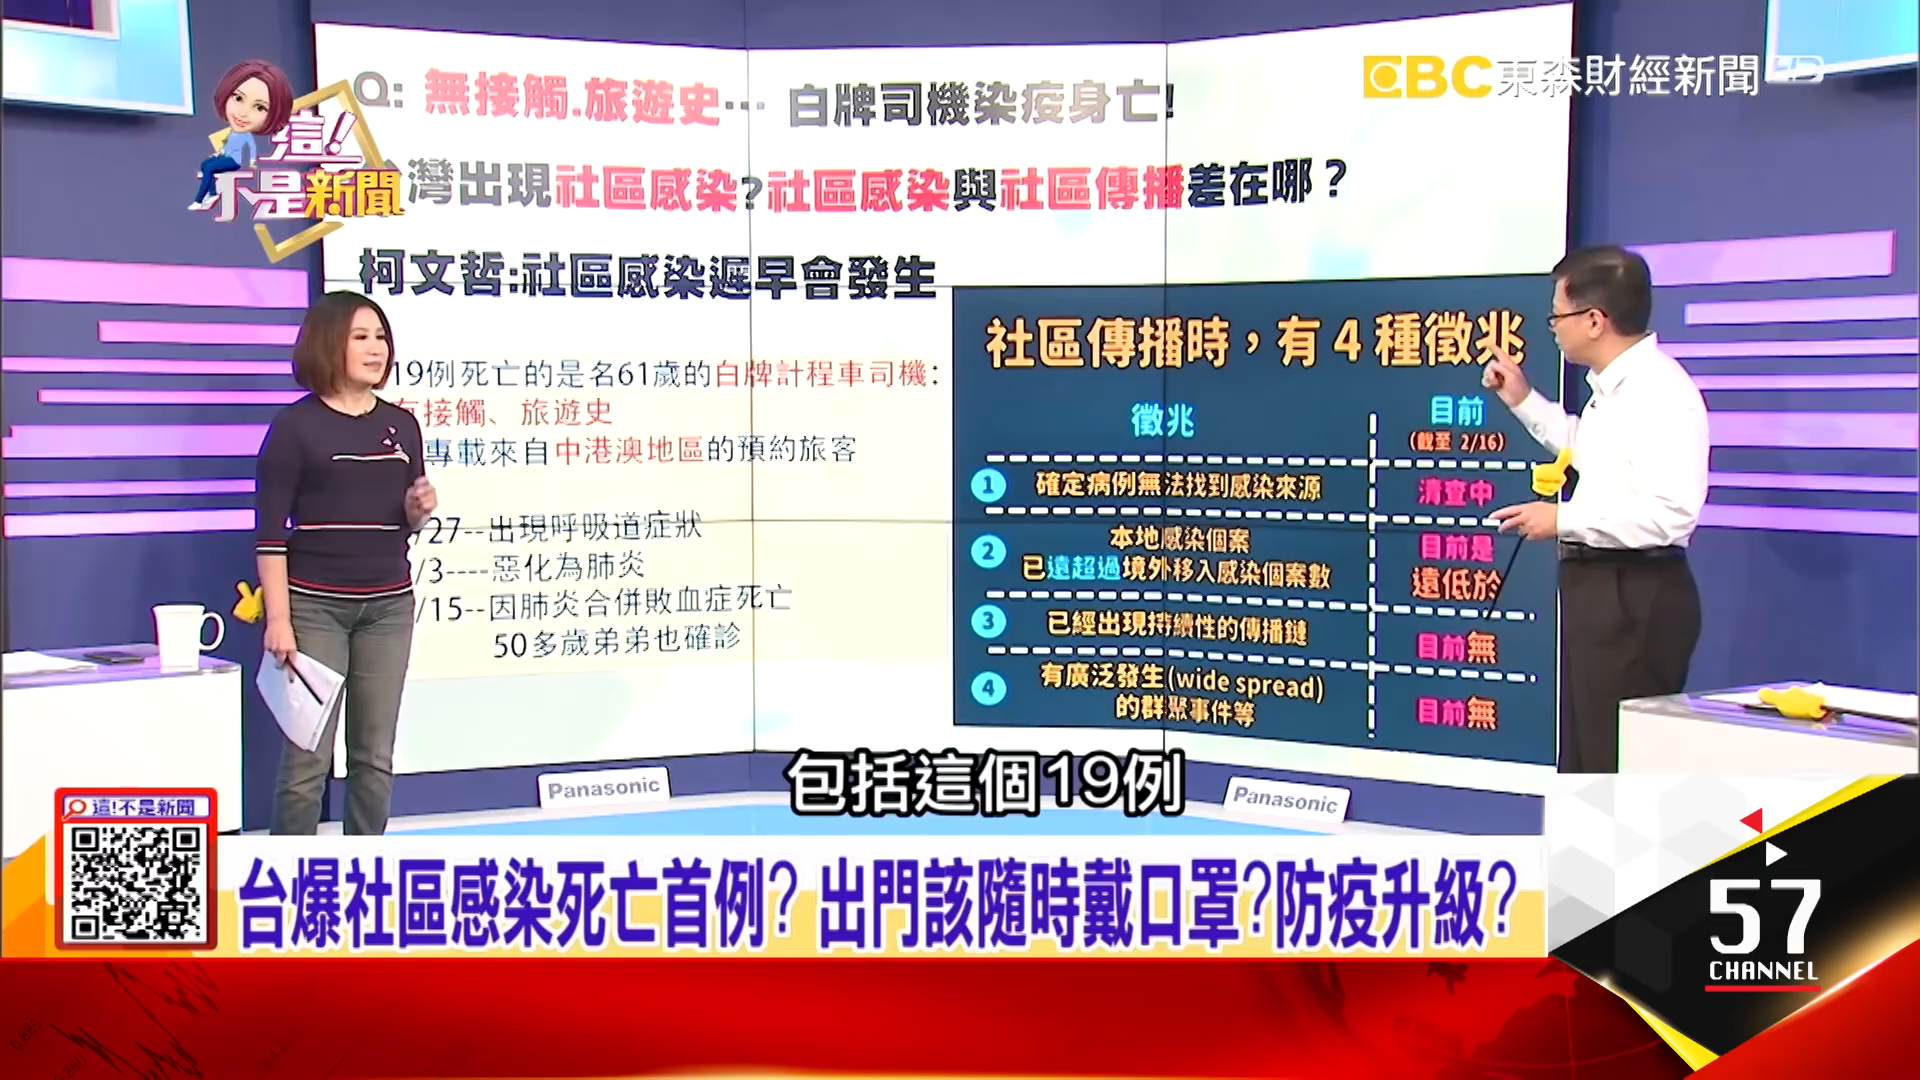 Q: 無接觸.旅遊史… 白牌司機染疫身亡!
灣出現社區感染?社區感染與社區傳播差在哪？
柯文哲:社區感染遲早會發生
19例死亡的是名61歲的白牌計程車司機:
接觸、旅遊史
專載來自中港澳地區的預約旅客
/27--出現呼吸道症狀
/3----惡化為肺炎
/15--因肺炎合併敗血症死亡
50多歲弟弟也確診
社區傳播時，有4種徵兆
徵兆
目前
(截至 2/16)
1 確定病例無法找到感染來源
清查中
2 本地感染個案
已遠超過境外移入感染個案數
目前是
遠低於
3 已經出現持續性的傳播鏈
目前無
4 有廣泛發生(wide spread)
的群聚事件等
目前無
這!
不是新聞
EBC東森財經新聞 HD
Panasonic
Panasonic
包括這個19例
這!不是新聞
台爆社區感染死亡首例? 出門該隨時戴口罩?防疫升級?
57
CHANNEL